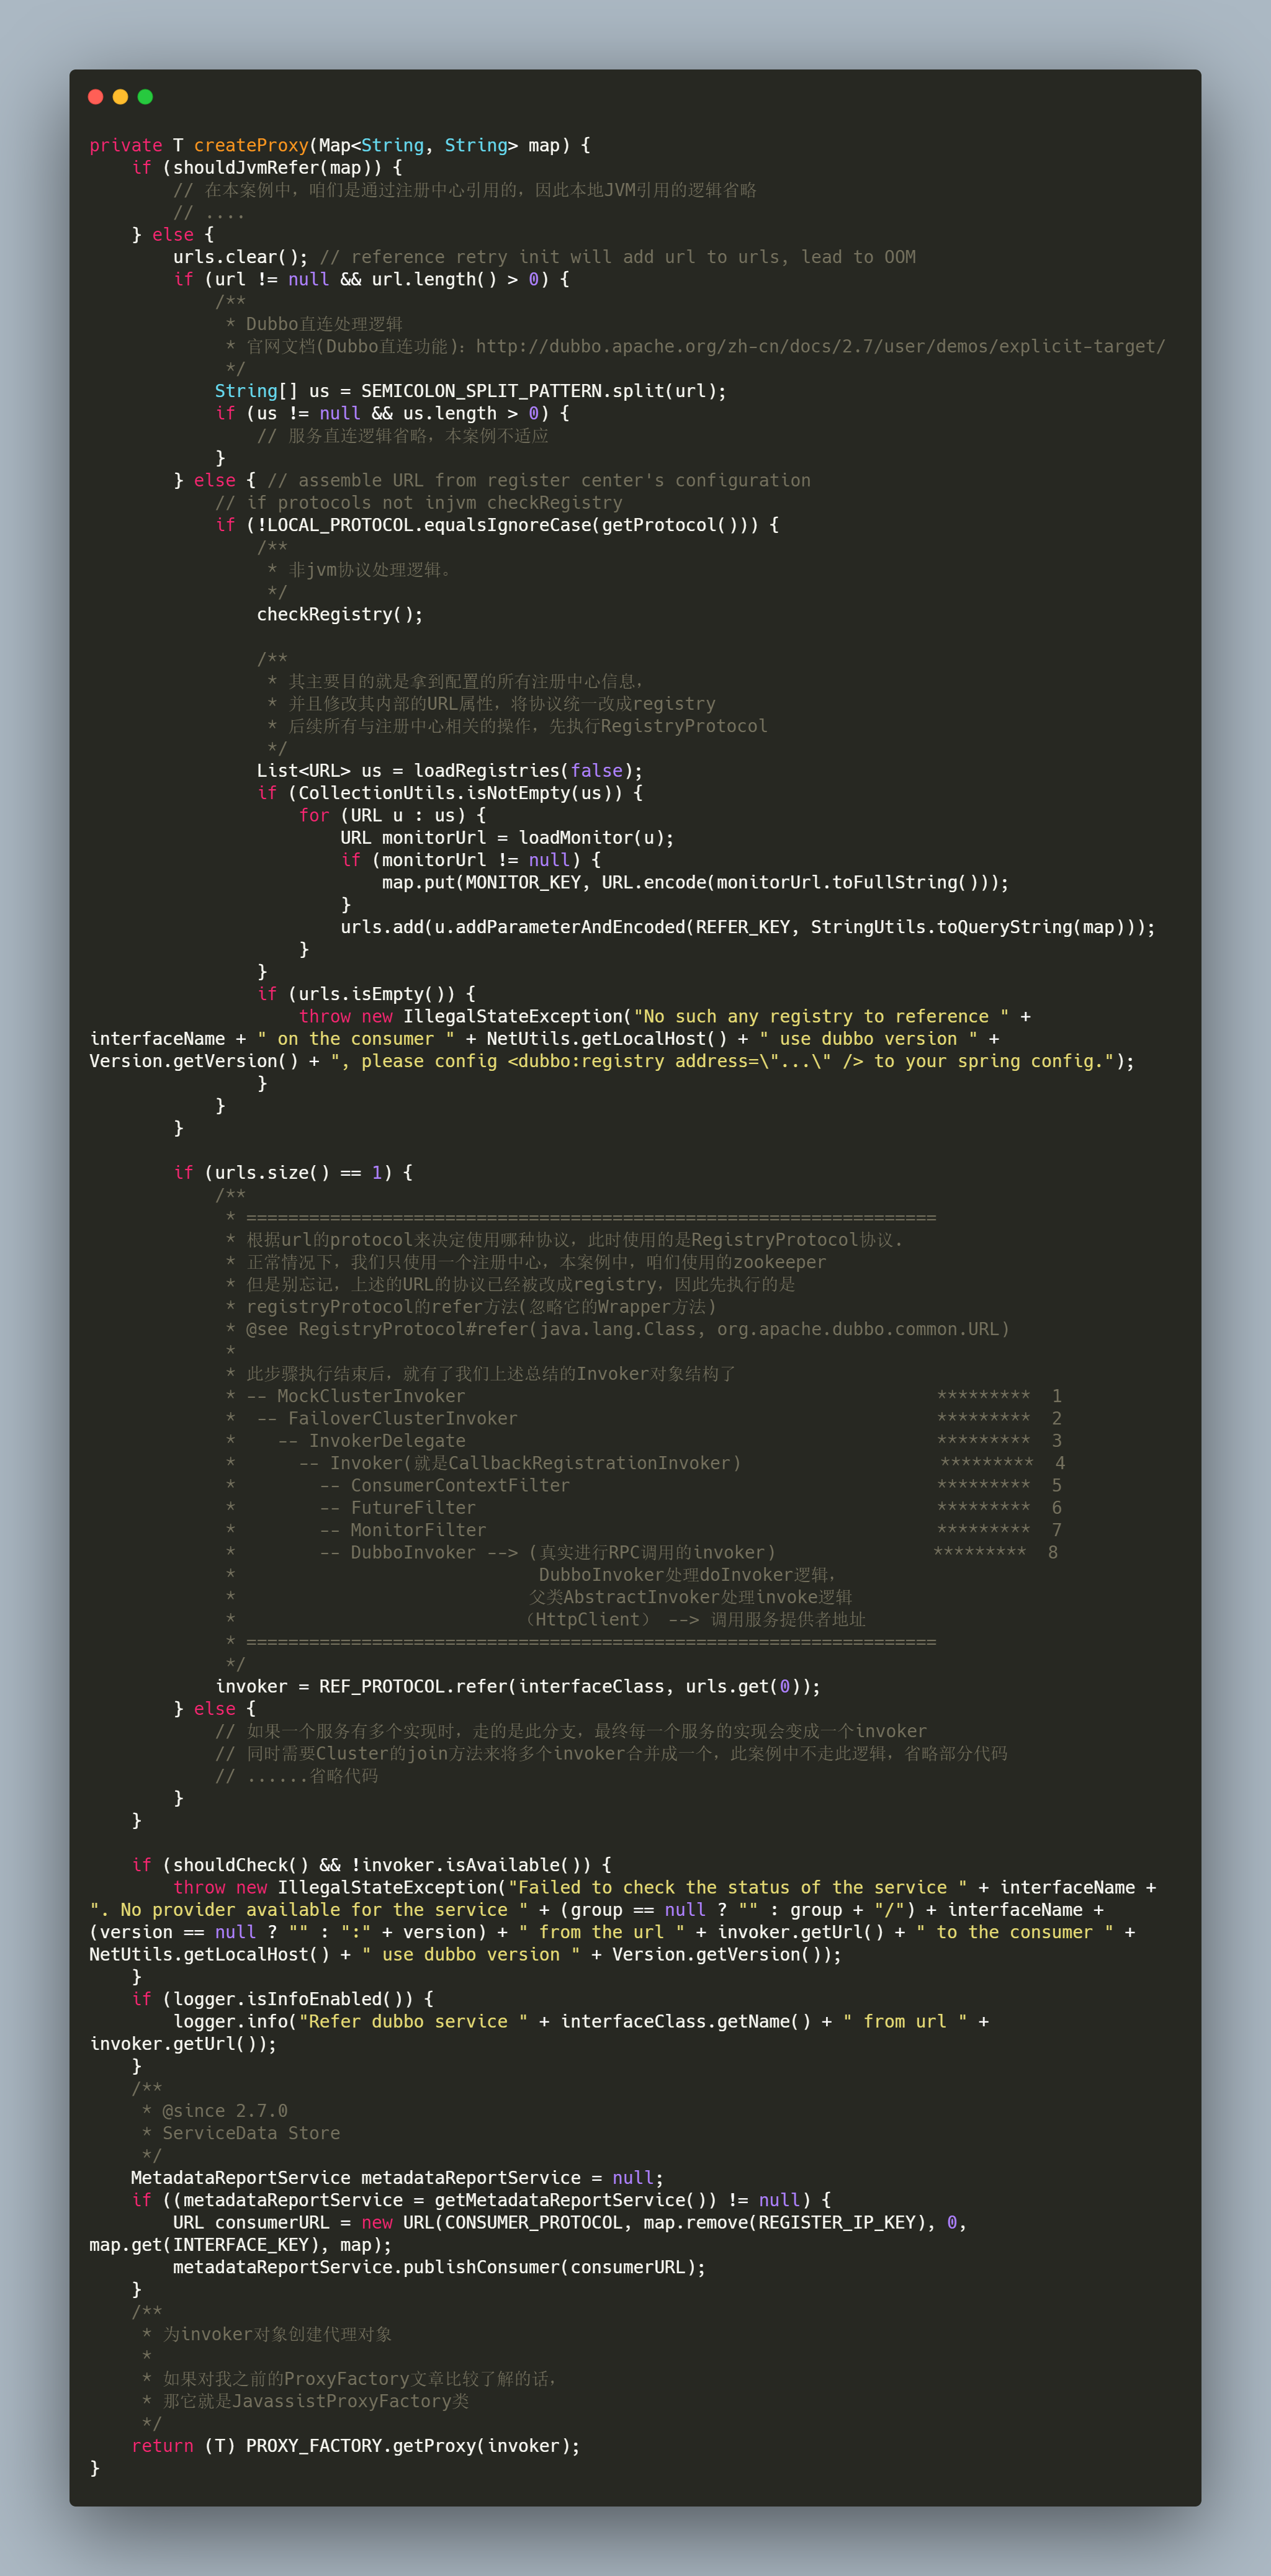 private T createProxy(Map<String, String> map) {
    if (shouldJvmRefer(map)) {
        // 在本案例中，咱们是通过注册中心引用的，因此本地JVM引用的逻辑省略
        // ....
    } else {
        urls.clear(); // reference retry init will add url to urls, lead to OOM
        if (url != null && url.length() > 0) {
            /**
             * Dubbo直连处理逻辑
             * 官网文档(Dubbo直连功能)：http://dubbo.apache.org/zh-cn/docs/2.7/user/demos/explicit-target/
             */
            String[] us = SEMICOLON_SPLIT_PATTERN.split(url);
            if (us != null && us.length > 0) {
                // 服务直连逻辑省略，本案例不适应
            }
        } else { // assemble URL from register center's configuration
            // if protocols not injvm checkRegistry
            if (!LOCAL_PROTOCOL.equalsIgnoreCase(getProtocol())) {
                /**
                 * 非jvm协议处理逻辑。
                 */
                checkRegistry();

                /**
                 * 其主要目的就是拿到配置的所有注册中心信息，
                 * 并且修改其内部的URL属性，将协议统一改成registry
                 * 后续所有与注册中心相关的操作，先执行RegistryProtocol
                 */
                List<URL> us = loadRegistries(false);
                if (CollectionUtils.isNotEmpty(us)) {
                    for (URL u : us) {
                        URL monitorUrl = loadMonitor(u);
                        if (monitorUrl != null) {
                            map.put(MONITOR_KEY, URL.encode(monitorUrl.toFullString()));
                        }
                        urls.add(u.addParameterAndEncoded(REFER_KEY, StringUtils.toQueryString(map)));
                    }
                }
                if (urls.isEmpty()) {
                    throw new IllegalStateException("No such any registry to reference " +
interfaceName + " on the consumer " + NetUtils.getLocalHost() + " use dubbo version " +
Version.getVersion() + ", please config <dubbo:registry address=\"...\" /> to your spring config.");
                }
            }
        }

        if (urls.size() == 1) {
            /**
             * ==================================================================
             * 根据url的protocol来决定使用哪种协议，此时使用的是RegistryProtocol协议.
             * 正常情况下，我们只使用一个注册中心，本案例中，咱们使用的zookeeper
             * 但是别忘记，上述的URL的协议已经被改成registry，因此先执行的是
             * registryProtocol的refer方法(忽略它的Wrapper方法)
             * @see RegistryProtocol#refer(java.lang.Class, org.apache.dubbo.common.URL)
             *
             * 此步骤执行结束后，就有了我们上述总结的Invoker对象结构了
             * -- MockClusterInvoker                                             *********  1
             *  -- FailoverClusterInvoker                                        *********  2
             *    -- InvokerDelegate                                             *********  3
             *      -- Invoker(就是CallbackRegistrationInvoker)                   *********  4
             *        -- ConsumerContextFilter                                   *********  5
             *        -- FutureFilter                                            *********  6
             *        -- MonitorFilter                                           *********  7
             *        -- DubboInvoker --> (真实进行RPC调用的invoker)               *********  8
             *                             DubboInvoker处理doInvoker逻辑，
             *                            父类AbstractInvoker处理invoke逻辑
             *                            （HttpClient） --> 调用服务提供者地址
             * ==================================================================
             */
            invoker = REF_PROTOCOL.refer(interfaceClass, urls.get(0));
        } else {
            // 如果一个服务有多个实现时，走的是此分支，最终每一个服务的实现会变成一个invoker
            // 同时需要Cluster的join方法来将多个invoker合并成一个，此案例中不走此逻辑，省略部分代码
            // ......省略代码
        }
    }

    if (shouldCheck() && !invoker.isAvailable()) {
        throw new IllegalStateException("Failed to check the status of the service " + interfaceName +
". No provider available for the service " + (group == null ? "" : group + "/") + interfaceName +
(version == null ? "" : ":" + version) + " from the url " + invoker.getUrl() + " to the consumer " +
NetUtils.getLocalHost() + " use dubbo version " + Version.getVersion());
    }
    if (logger.isInfoEnabled()) {
        logger.info("Refer dubbo service " + interfaceClass.getName() + " from url " +
invoker.getUrl());
    }
    /**
     * @since 2.7.0
     * ServiceData Store
     */
    MetadataReportService metadataReportService = null;
    if ((metadataReportService = getMetadataReportService()) != null) {
        URL consumerURL = new URL(CONSUMER_PROTOCOL, map.remove(REGISTER_IP_KEY), 0,
map.get(INTERFACE_KEY), map);
        metadataReportService.publishConsumer(consumerURL);
    }
    /**
     * 为invoker对象创建代理对象
     *
     * 如果对我之前的ProxyFactory文章比较了解的话，
     * 那它就是JavassistProxyFactory类
     */
    return (T) PROXY_FACTORY.getProxy(invoker);
}